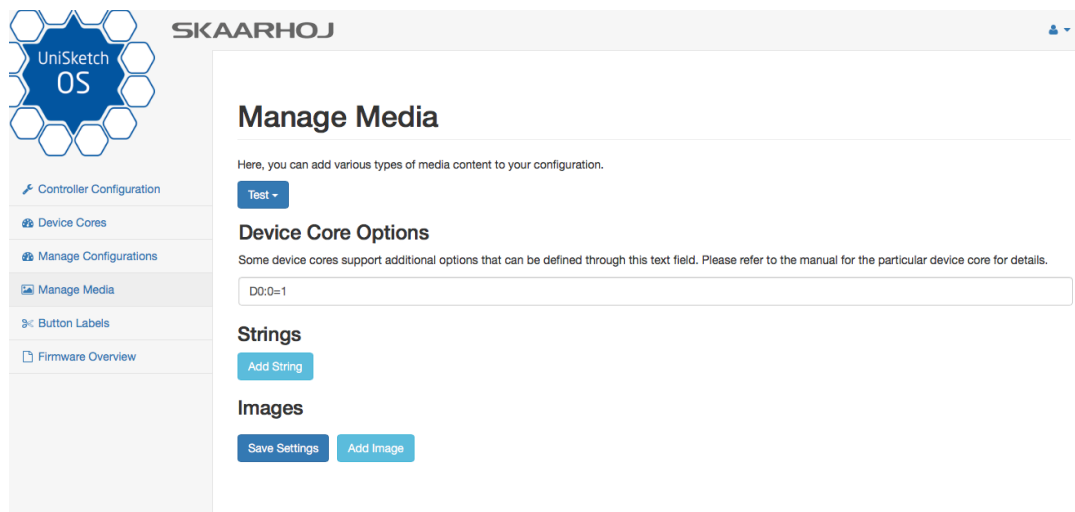 UniSketch
OS
SKAARHOJ
Controller Configuration
Device Cores
Manage Configurations
Manage Media
Button Labels
Firmware Overview
Manage Media
Here, you can add various types of media content to your configuration.
Test
Device Core Options
Some device cores support additional options that can be defined through this text field. Please refer to the manual for the particular device core for details.
D0:0=1
Strings
Add String
Images
Save Settings Add Image